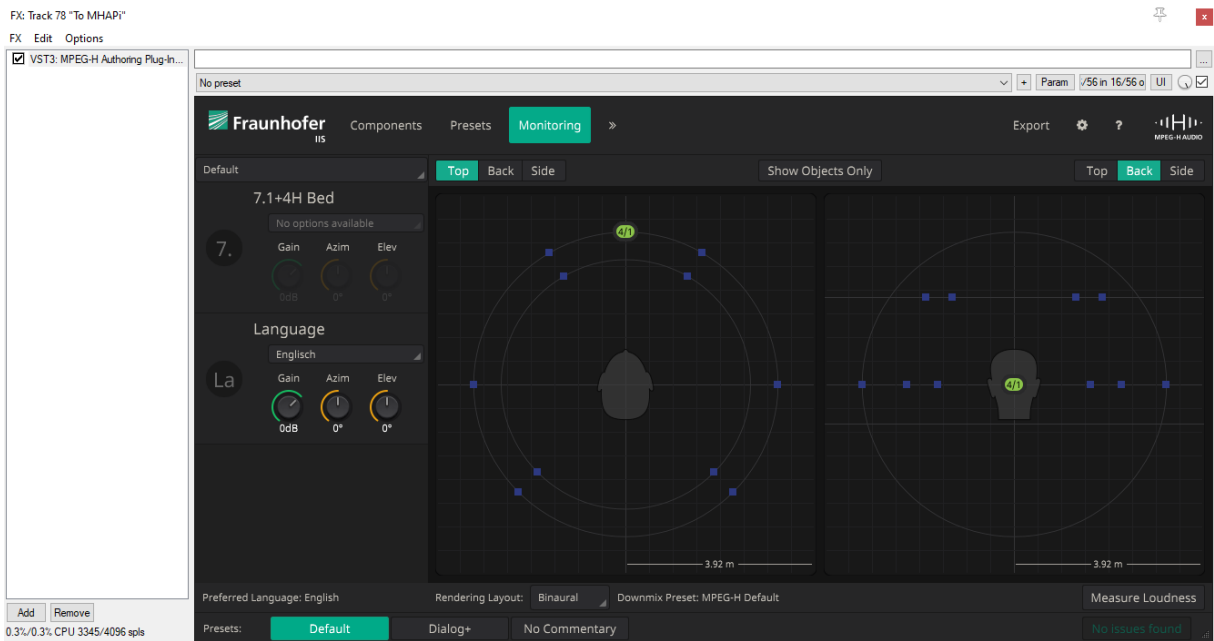 FX: Track 78 "To MHAPi"
x
FX Edit Options
VST3: MPEG-H Authoring Plug-In...
...
No preset
+ Param /56 in 16/56 o UI
Fraunhofer
IIS
Components Presets Monitoring » Export ? MPEG-H AUDIO
Default
Top Back Side Show Objects Only Top Back Side
7.1+4H Bed
No options available
7.
Gain Azim Elev
0dB 0° 0°
4/1
Language
Englisch
La
Gain Azim Elev
0dB 0° 0°
4/1
3.92 m 3.92 m
Preferred Language: English Rendering Layout: Binaural Downmix Preset: MPEG-H Default Measure Loudness
Add Remove
Presets: Default Dialog+ No Commentary No issues found
0.3%/0.3% CPU 3345/4096 spls